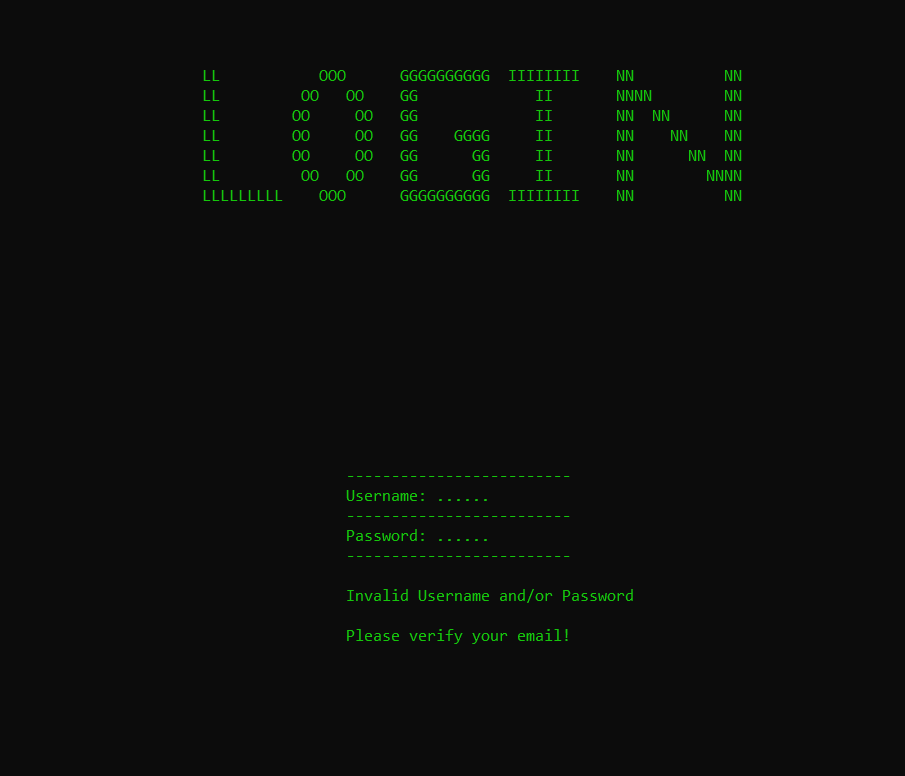 LL           OOO      GGGGGGGGGG  IIIIIIII    NN          NN
LL         OO   OO    GG             II       NNNN        NN
LL        OO     OO   GG             II       NN  NN      NN
LL        OO     OO   GG    GGGG     II       NN    NN    NN
LL        OO     OO   GG      GG     II       NN      NN  NN
LL         OO   OO    GG      GG     II       NN        NNNN
LLLLLLLLL    OOO      GGGGGGGGGG  IIIIIIII    NN          NN
-------------------------
Username: ......
-------------------------
Password: ......
-------------------------
Invalid Username and/or Password
Please verify your email!